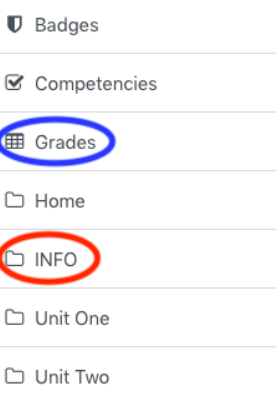 Badges
Competencies
Grades
Home
INFO
Unit One
Unit Two